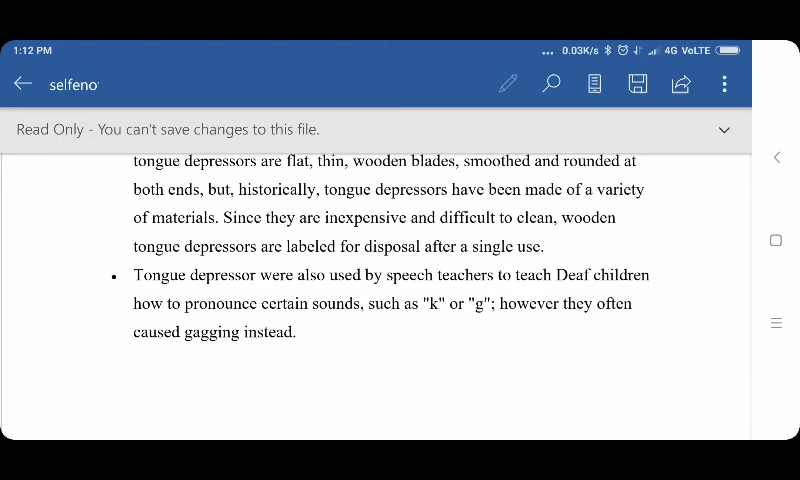 1:12 PM
... 0.03K/s 4G VoLTE
selfeno
Read Only - You can't save changes to this file.
tongue depressors are flat, thin, wooden blades, smoothed and rounded at
both ends, but, historically, tongue depressors have been made of a variety
of materials. Since they are inexpensive and difficult to clean, wooden
tongue depressors are labeled for disposal after a single use.
• Tongue depressor were also used by speech teachers to teach Deaf children
how to pronounce certain sounds, such as "k" or "g"; however they often
caused gagging instead.